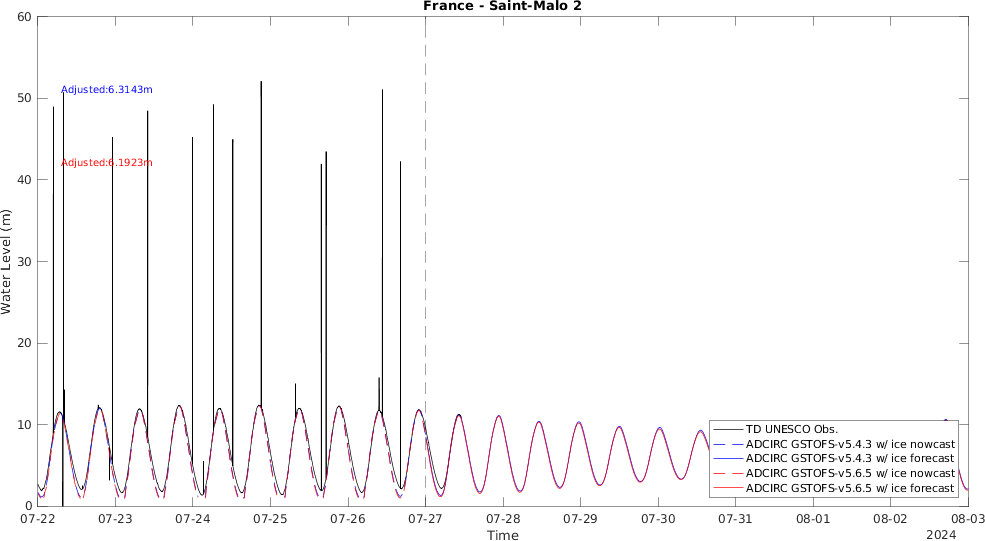 France - Saint-Malo 2
60
50
40
30
20
10
0
Water Level (m)
Adjusted:6.3143m
Adjusted:6.1923m
TD UNESCO Obs.
ADCIRC GSTOFS-v5.4.3 w/ ice nowcast
ADCIRC GSTOFS-v5.4.3 w/ ice forecast
ADCIRC GSTOFS-v5.6.5 w/ ice nowcast
ADCIRC GSTOFS-v5.6.5 w/ ice forecast
07-22 07-23 07-24 07-25 07-26 07-27 07-28 07-29 07-30 07-31 08-01 08-02 08-03
Time
2024